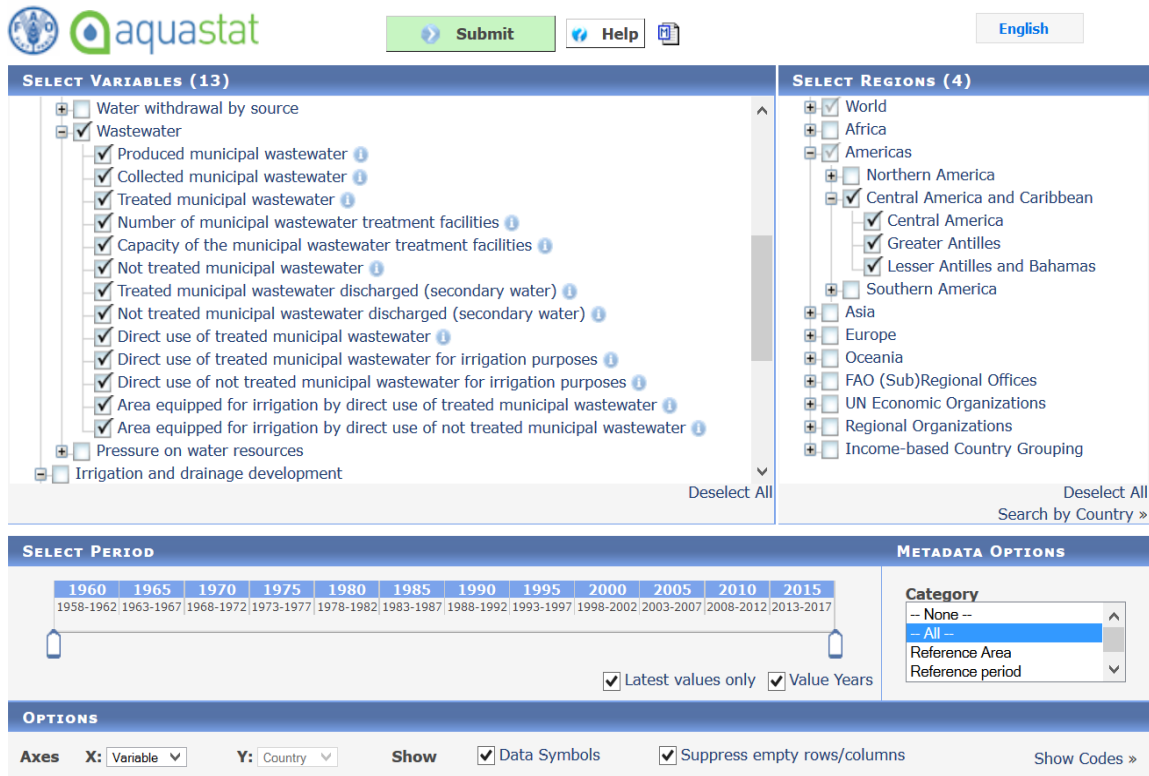 aquastat
Submit
Help
English
SELECT VARIABLES (13)
Water withdrawal by source
Wastewater
Produced municipal wastewater
Collected municipal wastewater
Treated municipal wastewater
Number of municipal wastewater treatment facilities
Capacity of the municipal wastewater treatment facilities
Not treated municipal wastewater
Treated municipal wastewater discharged (secondary water)
Not treated municipal wastewater discharged (secondary water)
Direct use of treated municipal wastewater
Direct use of treated municipal wastewater for irrigation purposes
Direct use of not treated municipal wastewater for irrigation purposes
Area equipped for irrigation by direct use of treated municipal wastewater
Area equipped for irrigation by direct use of not treated municipal wastewater
Pressure on water resources
Irrigation and drainage development
Deselect All
SELECT REGIONS (4)
World
Africa
Americas
Northern America
Central America and Caribbean
Central America
Greater Antilles
Lesser Antilles and Bahamas
Southern America
Asia
Europe
Oceania
FAO (Sub)Regional Offices
UN Economic Organizations
Regional Organizations
Income-based Country Grouping
Deselect All
Search by Country »
SELECT PERIOD
1960 1965 1970 1975 1980 1985 1990 1995 2000 2005 2010 2015
1958-1962 1963-1967 1968-1972 1973-1977 1978-1982 1983-1987 1988-1992 1993-1997 1998-2002 2003-2007 2008-2012 2013-2017
Latest values only Value Years
METADATA OPTIONS
Category
-- None --
-- All --
Reference Area
Reference period
OPTIONS
Axes X: Variable Y: Country Show Data Symbols Suppress empty rows/columns Show Codes »